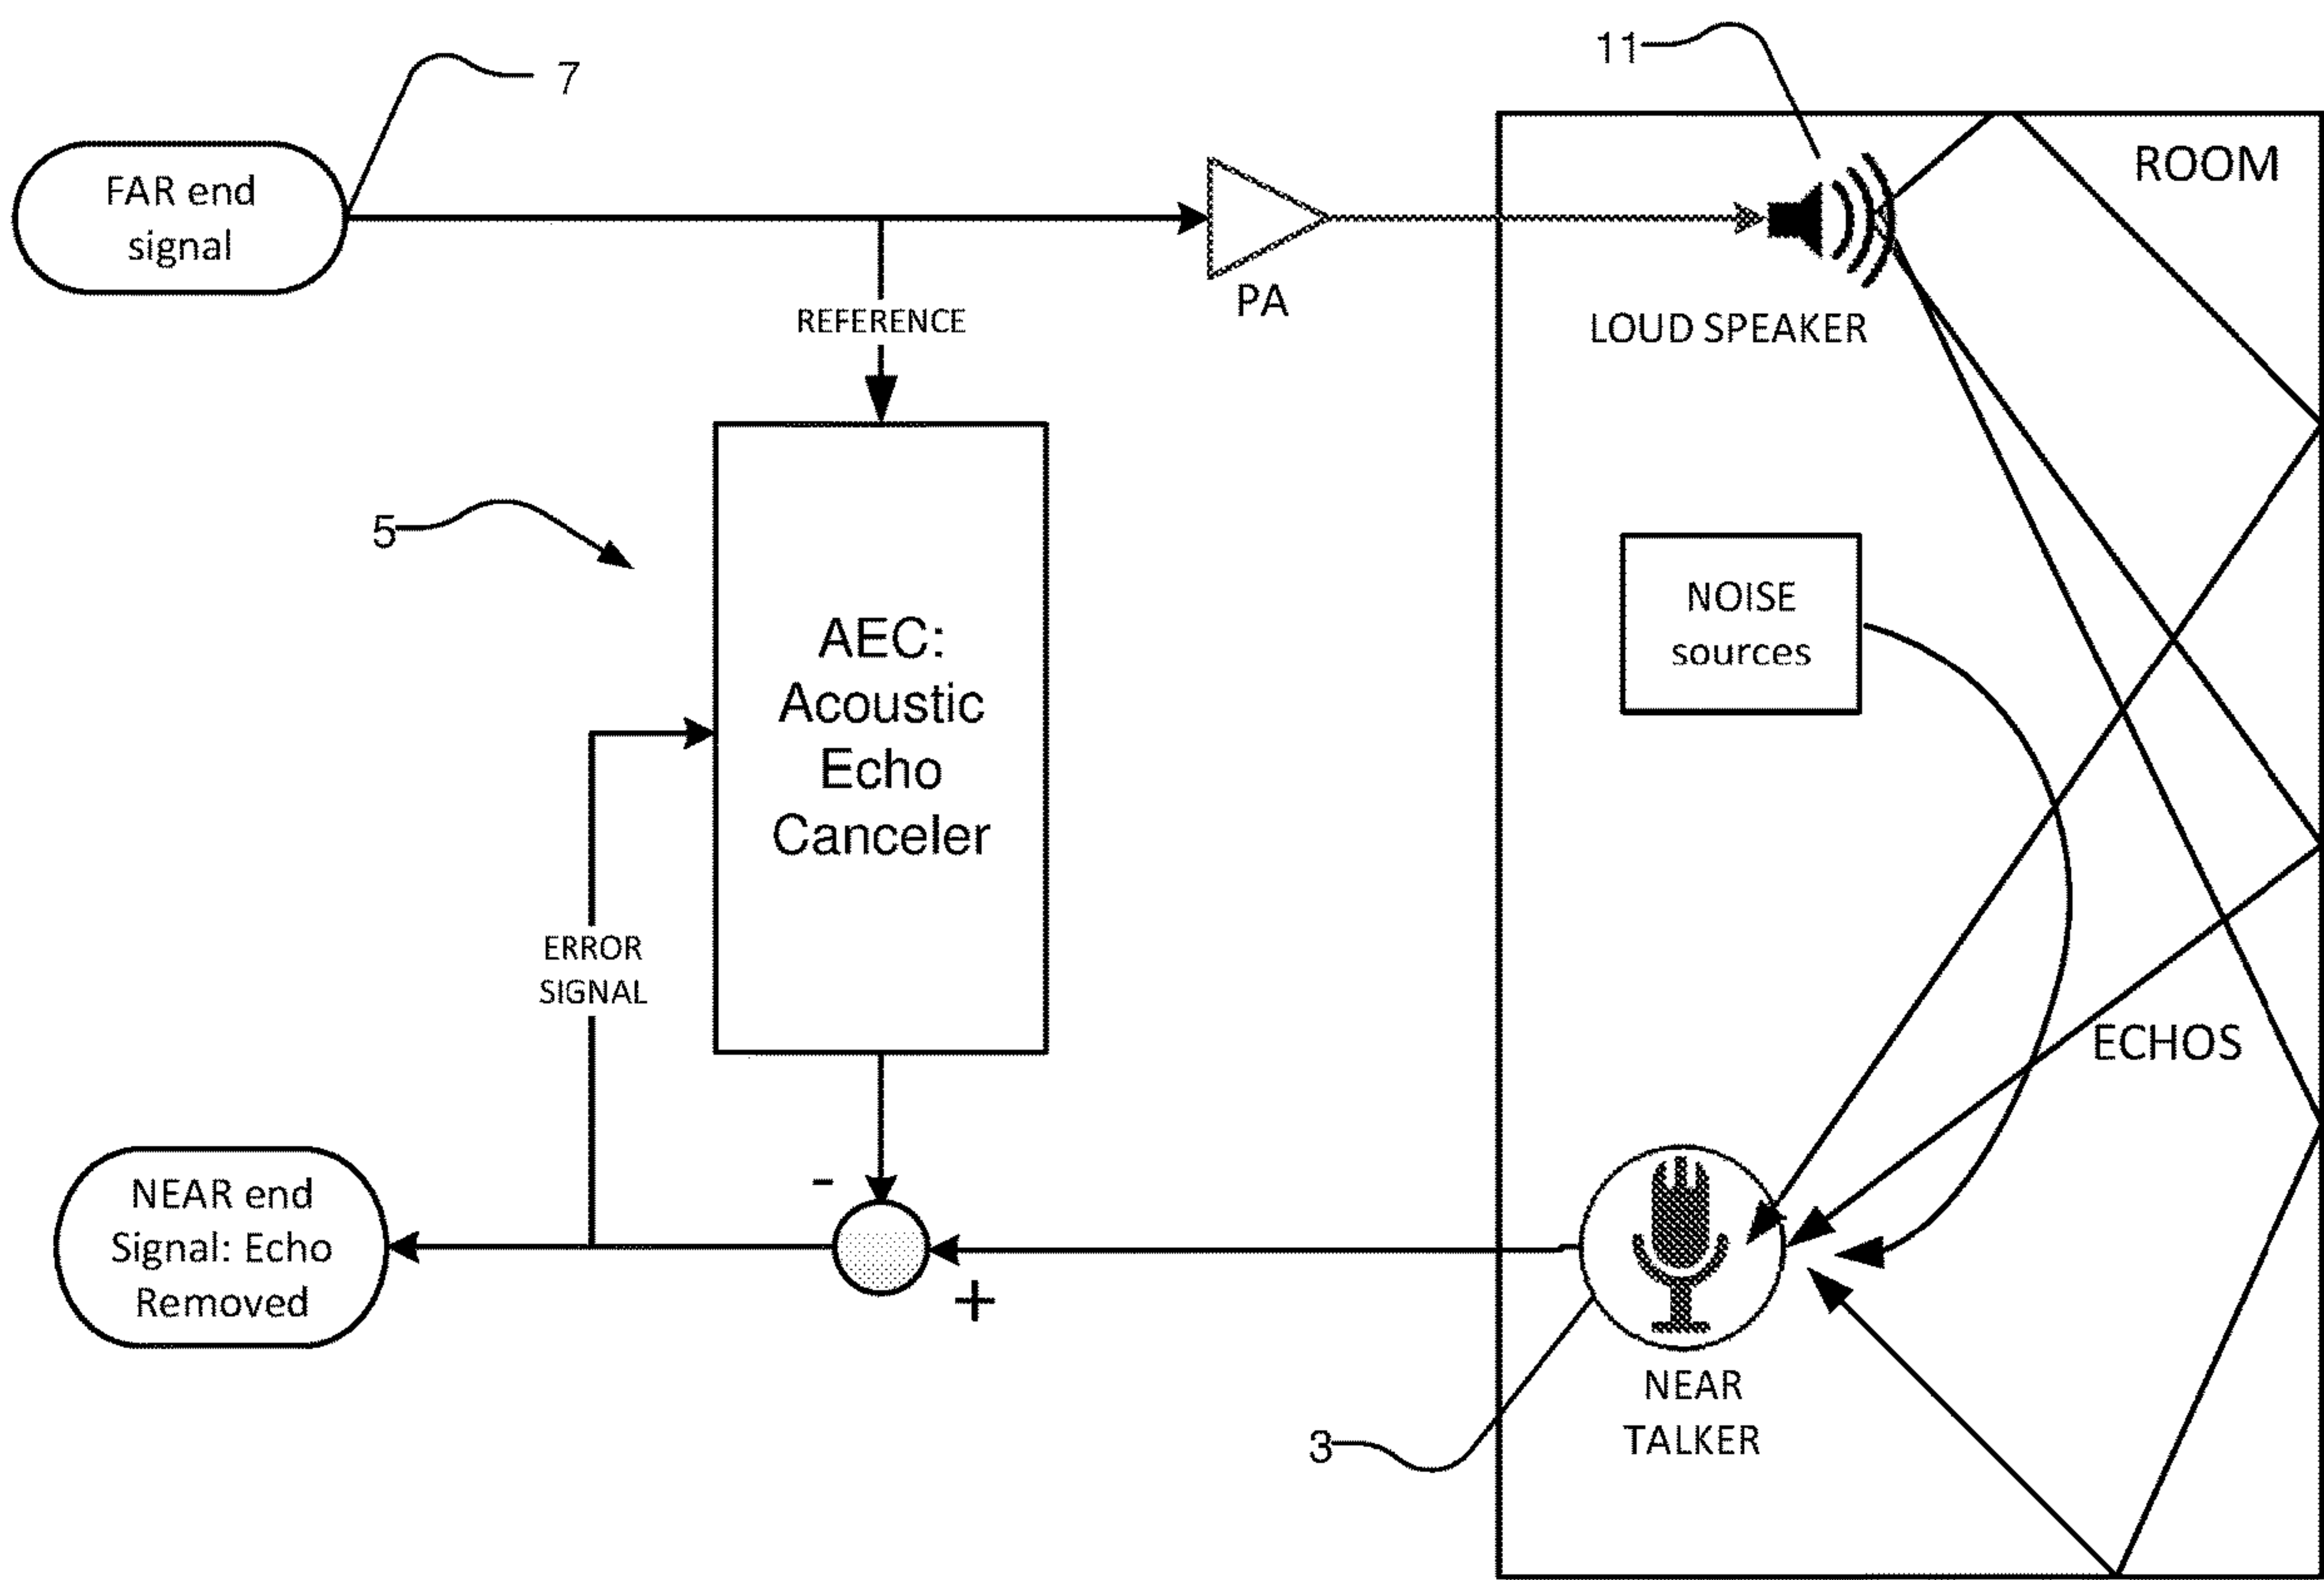 7
11
FAR end
signal
ROOM
PA
REFERENCE
LOUD SPEAKER
5
NOISE
sources
AEC:
Acoustic
Echo
Canceler
ERROR
SIGNAL
ECHOS
-
NEAR end
Signal: Echo
Removed
+
NEAR
TALKER
3